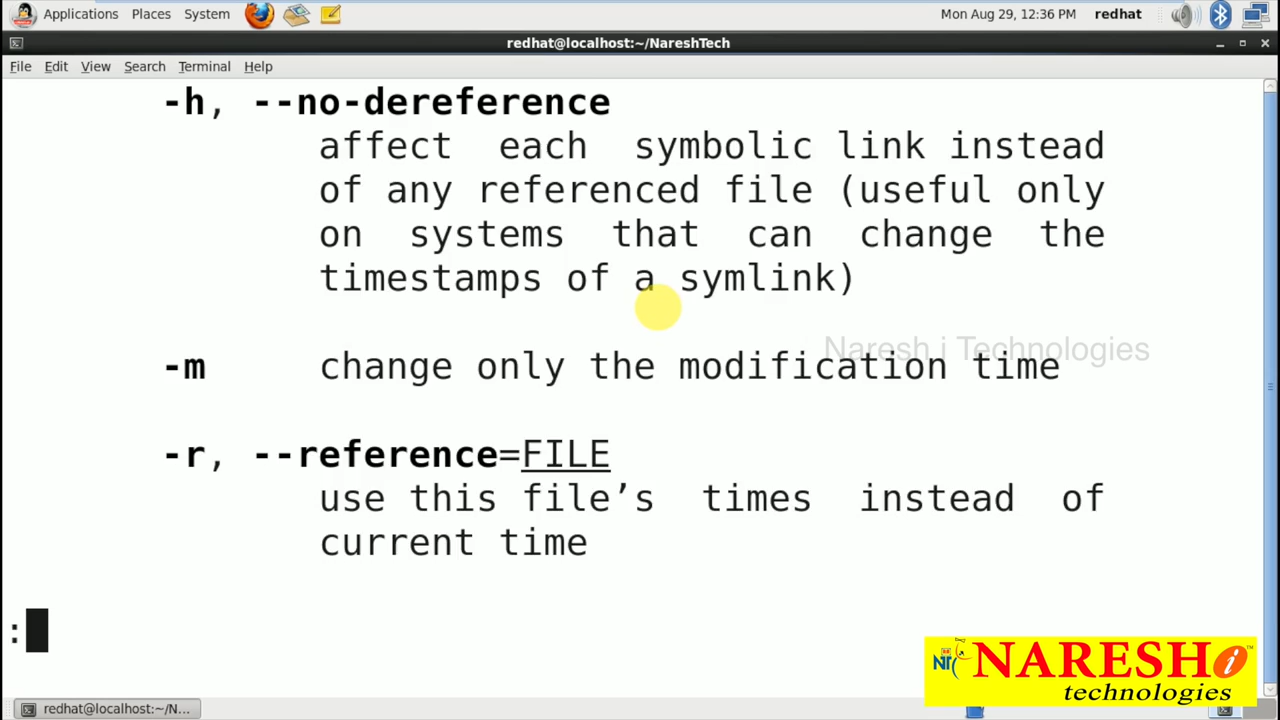 Applications Places System Mon Aug 29, 12:36 PM redhat
redhat@localhost:~/NareshTech
File Edit View Search Terminal Help
-h, --no-dereference
affect each symbolic link instead
of any referenced file (useful only
on systems that can change the
timestamps of a symlink)
Naresh i Technologies
-m change only the modification time
-r, --reference=FILE
use this file’s times instead of
current time
:
NARESH i
technologies
redhat@localhost:~/N...